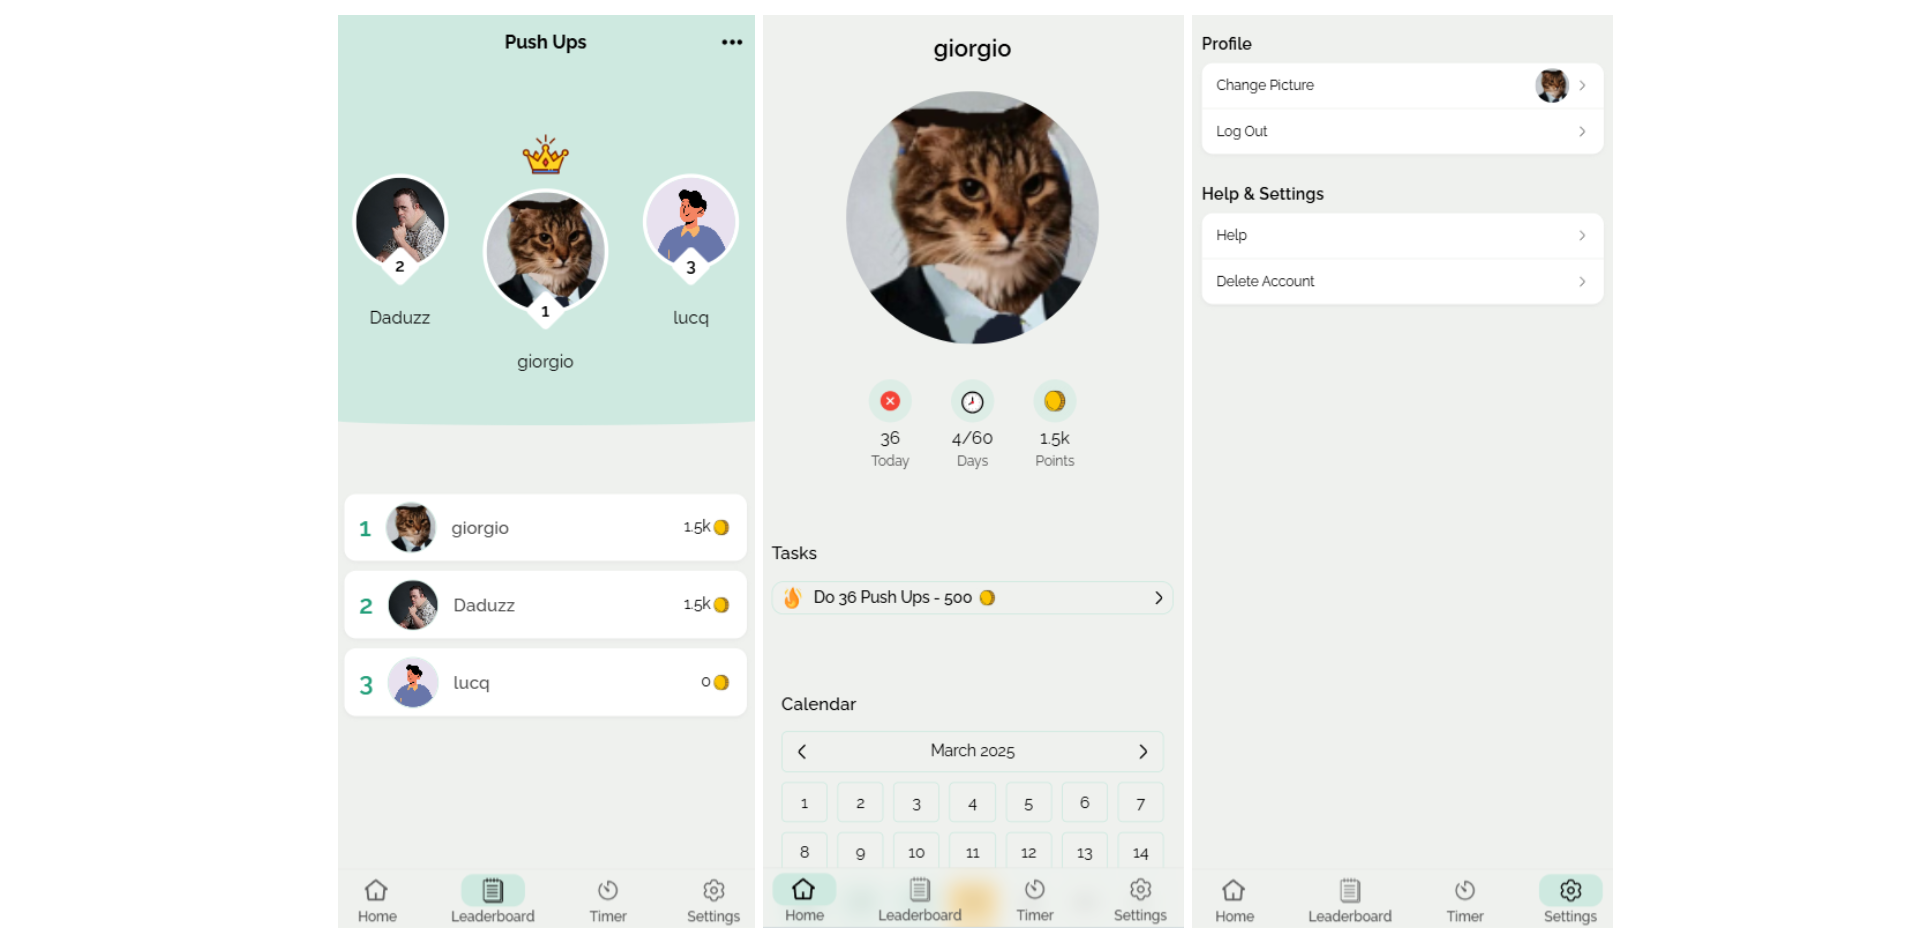 Push Ups
2
3
1
Daduzz
lucq
giorgio
1 giorgio 1.5k
2 Daduzz 1.5k
3 lucq 0
Home Leaderboard Timer Settings
giorgio
36 4/60 1.5k
Today Days Points
Tasks
Do 36 Push Ups - 500
Calendar
March 2025
1 2 3 4 5 6 7
8 9 10 11 12 13 14
Home Leaderboard Timer Settings
Profile
Change Picture
Log Out
Help & Settings
Help
Delete Account
Home Leaderboard Timer Settings